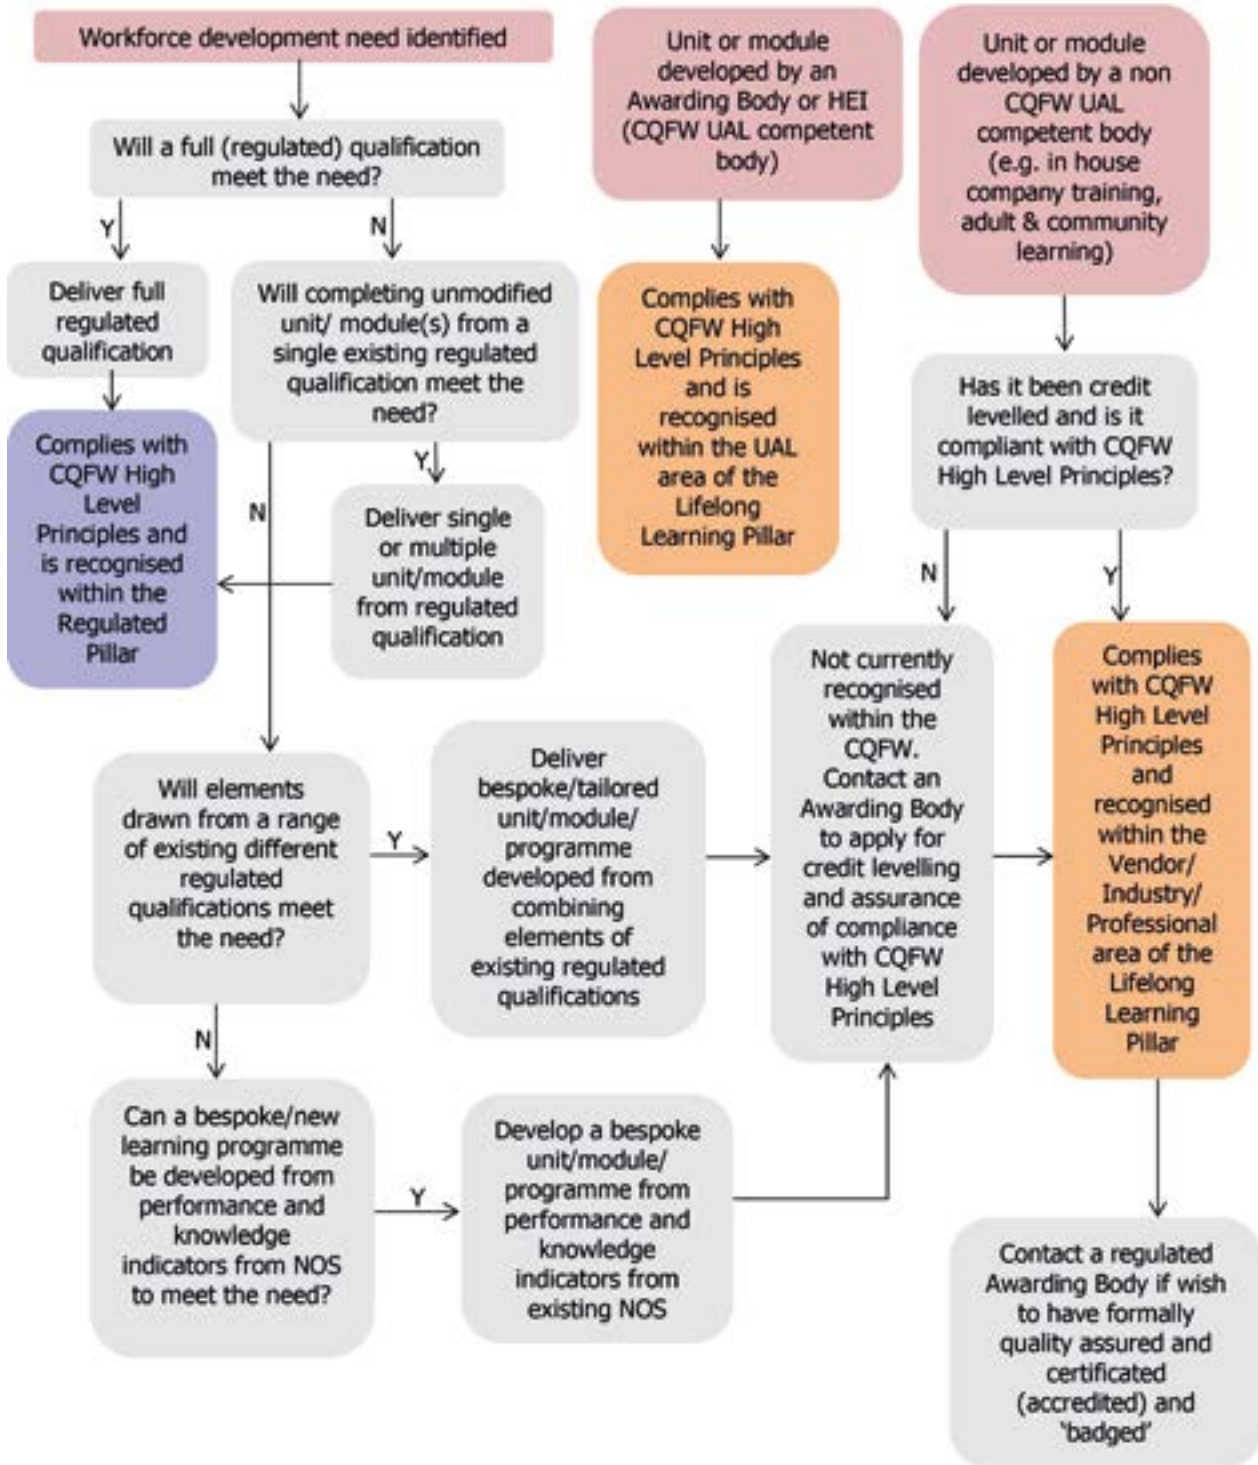 Workforce development need identified
Will a full (regulated) qualification
meet the need?
Y
N
Deliver full
regulated
qualification
Will completing unmodified
unit/ module(s) from a
single existing regulated
qualification meet the
need?
Complies with
CQFW High
Level
Principles and
is recognised
within the
Regulated
Pillar
Y
N
Deliver single
or multiple
unit/module
from regulated
qualification
Will elements
drawn from a range
of existing different
regulated
qualifications meet
the need?
Y
Deliver
bespoke/tailored
unit/module/
programme
developed from
combining
elements of
existing regulated
qualifications
N
Can a bespoke/new
learning programme
be developed from
performance and
knowledge
indicators from NOS
to meet the need?
Y
Develop a bespoke
unit/module/
programme from
performance and
knowledge
indicators from
existing NOS
Unit or module
developed by an
Awarding Body or HEI
(CQFW UAL competent
body)
Complies with
CQFW High
Level Principles
and is
recognised
within the UAL
area of the
Lifelong
Learning Pillar
Unit or module
developed by a non
CQFW UAL
competent body
(e.g. in house
company training,
adult & community
learning)
Has it been credit
levelled and is it
compliant with CQFW
High Level Principles?
N
Y
Not currently
recognised
within the
CQFW.
Contact an
Awarding Body
to apply for
credit levelling
and assurance
of compliance
with CQFW
High Level
Principles
Complies
with CQFW
High Level
Principles
and
recognised
within the
Vendor/
Industry/
Professional
area of the
Lifelong
Learning
Pillar
Contact a regulated
Awarding Body if wish
to have formally
quality assured and
certificated
(accredited) and
‘badged’